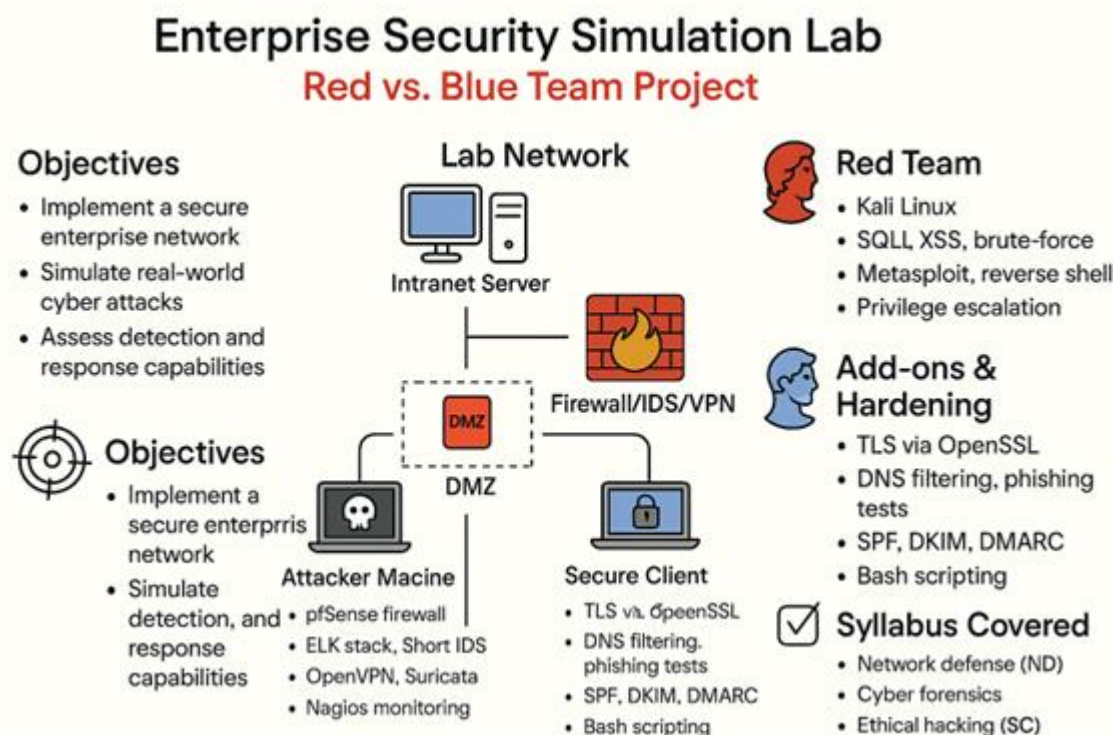 Enterprise Security Simulation Lab
Red vs. Blue Team Project
Objectives
• Implement a secure
enterprise network
• Simulate real-world
cyber attacks
• Assess detection and
response capabilities
Objectives
• Implement a
secure enterprris
network
• Simulate
detection, and
response
capabilities
Lab Network
Intranet Server
Firewall/IDS/VPN
DMZ
DMZ
Attacker Macine
• pfSense firewall
• ELK stack, Short IDS
• OpenVPN, Suricata
• Nagios monitoring
Secure Client
• TLS via ÓpeenSSL
• DNS filtering.
phishing tests
• SPF, DKIM, DMARC
• Bash scripting
Red Team
• Kali Linux
• SQLL XSS, brute-force
• Metasploit, reverse shell
• Privilege escalation
Add-ons &
Hardening
• TLS via OpenSSL
• DNS filtering, phishing
tests
• SPF, DKIM, DMARC
• Bash scripting
Syllabus Covered
• Network defense (ND)
• Cyber forensics
• Ethical hacking (SC)